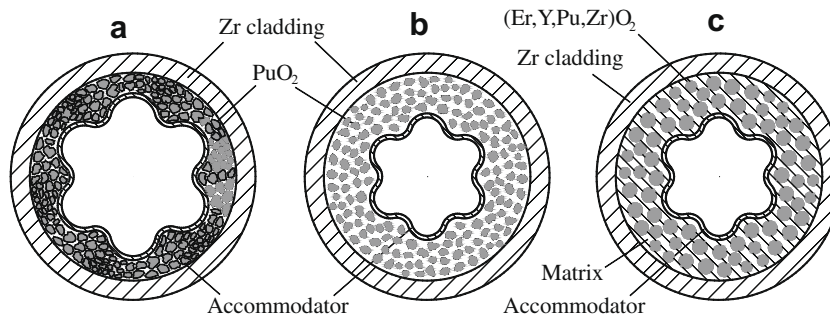 a
Zr cladding
PuO₂
b
(Er,Y,Pu,Zr)O₂
Zr cladding
c
Accommodator
Matrix
Accommodator